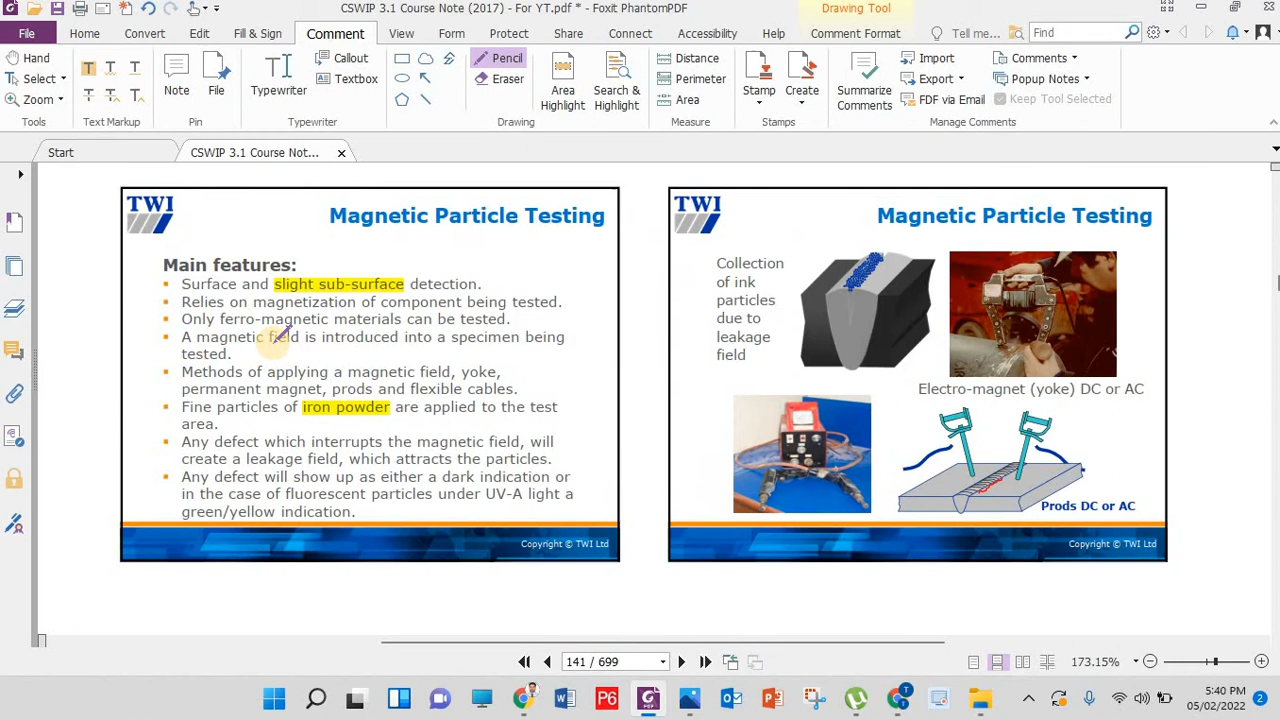 CSWIP 3.1 Course Note (2017) - For YT.pdf * - Foxit PhantomPDF
Drawing Tool
File Home Convert Edit Fill & Sign Comment View Form Protect Share Connect Accessibility Help Comment Format Tell me... Find
Hand
Select
Zoom
Tools
T T T
T T T
Text Markup
Note
File
Pin
Typewriter
Callout
Textbox
Typewriter
Pencil
Eraser
Area Highlight
Search & Highlight
Drawing
Distance
Perimeter
Area
Measure
Stamp
Create
Stamps
Summarize Comments
Import
Export
FDF via Email
Comments
Popup Notes
Keep Tool Selected
Manage Comments
Start
CSWIP 3.1 Course Not...
TWI
Magnetic Particle Testing
Main features:
Surface and slight sub-surface detection.
Relies on magnetization of component being tested.
Only ferro-magnetic materials can be tested.
A magnetic field is introduced into a specimen being
tested.
Methods of applying a magnetic field, yoke,
permanent magnet, prods and flexible cables.
Fine particles of iron powder are applied to the test
area.
Any defect which interrupts the magnetic field, will
create a leakage field, which attracts the particles.
Any defect will show up as either a dark indication or
in the case of fluorescent particles under UV-A light a
green/yellow indication.
Copyright © TWI Ltd
TWI
Magnetic Particle Testing
Collection
of ink
particles
due to
leakage
field
Electro-magnet (yoke) DC or AC
Prods DC or AC
Copyright © TWI Ltd
141 / 699
173.15%
P6
5:40 PM
05/02/2022
2